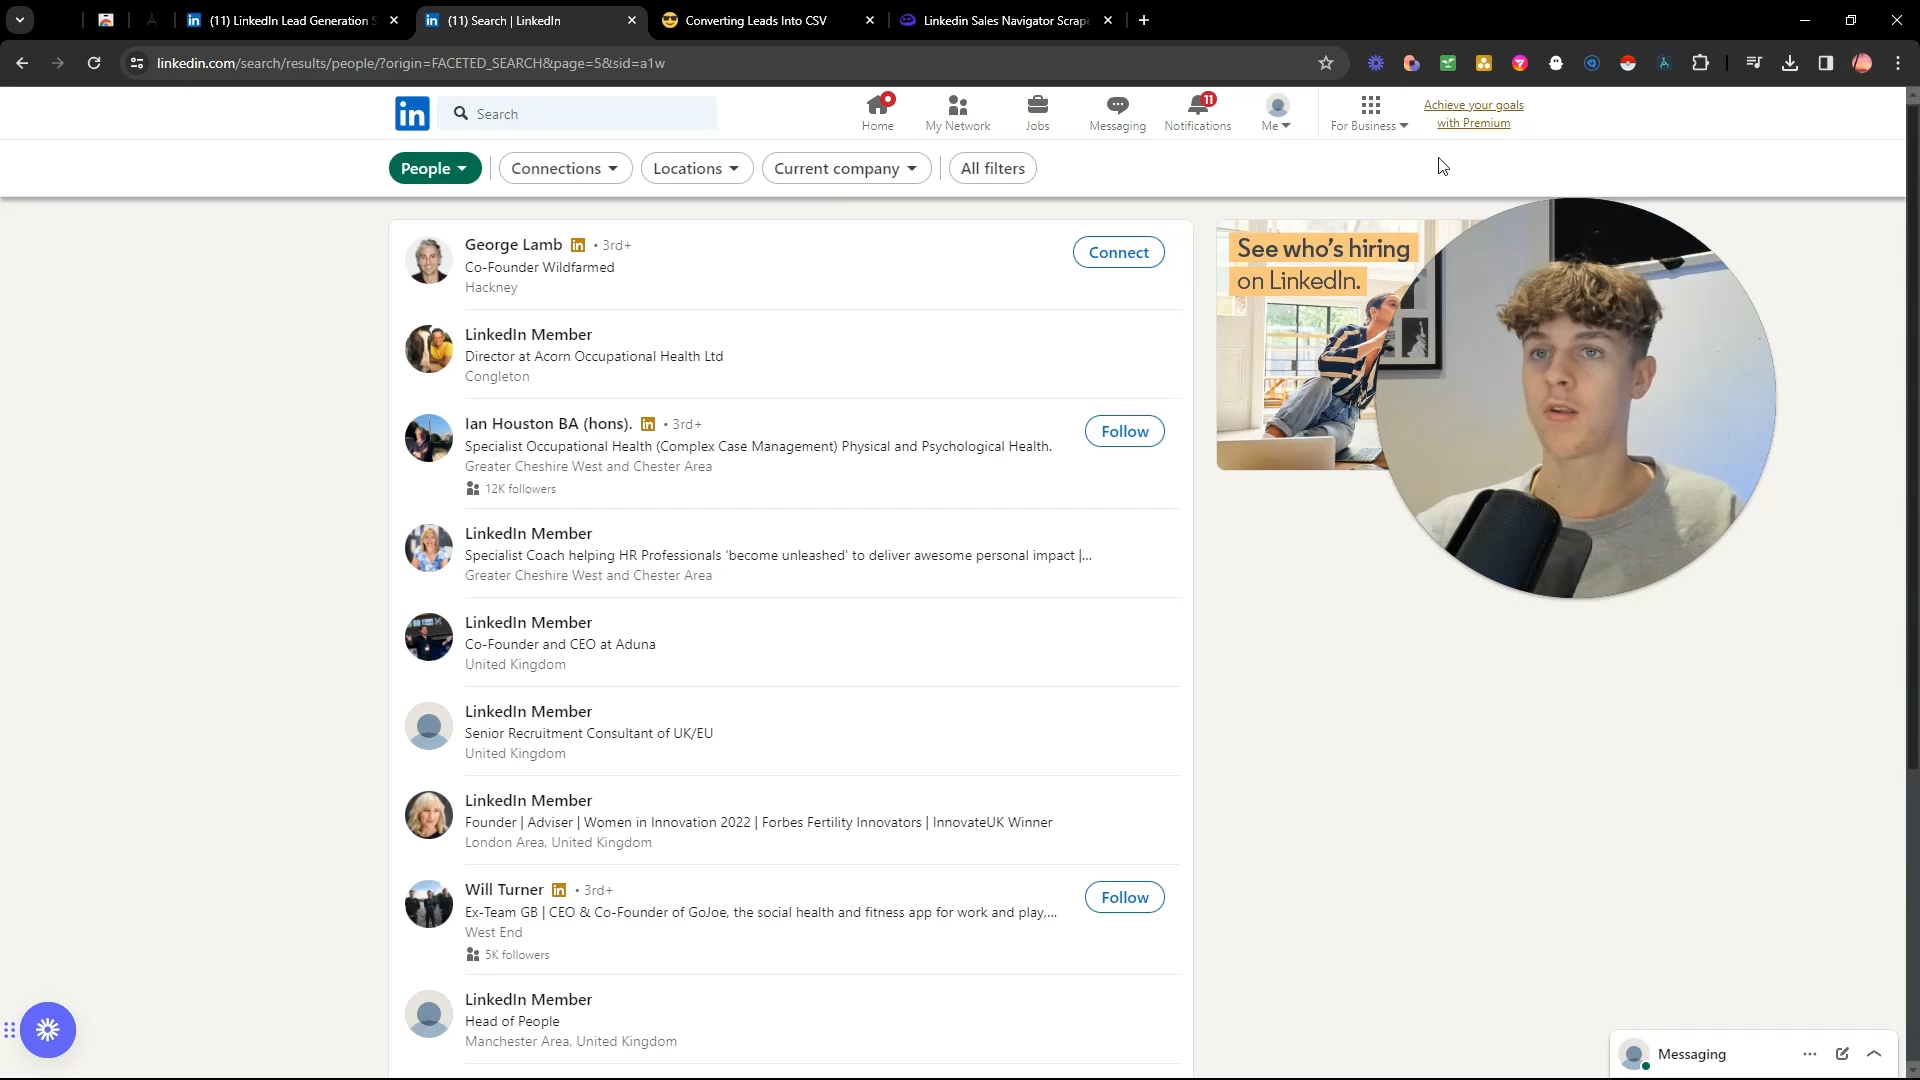 (11) LinkedIn Lead Generation S
(11) Search | LinkedIn
Converting Leads Into CSV
Linkedin Sales Navigator Scrape
linkedin.com/search/results/people/?origin=FACETED_SEARCH&page=5&sid=a1w
in
Search
Home
My Network
Jobs
Messaging
11
Notifications
Me
For Business
Achieve your goals
with Premium
People
Connections
Locations
Current company
All filters
George Lamb in • 3rd+
Co-Founder Wildfarmed
Hackney
Connect
LinkedIn Member
Director at Acorn Occupational Health Ltd
Congleton
Ian Houston BA (hons). in • 3rd+
Specialist Occupational Health (Complex Case Management) Physical and Psychological Health.
Greater Cheshire West and Chester Area
12K followers
Follow
LinkedIn Member
Specialist Coach helping HR Professionals 'become unleashed' to deliver awesome personal impact |...
Greater Cheshire West and Chester Area
LinkedIn Member
Co-Founder and CEO at Aduna
United Kingdom
LinkedIn Member
Senior Recruitment Consultant of UK/EU
United Kingdom
LinkedIn Member
Founder | Adviser | Women in Innovation 2022 | Forbes Fertility Innovators | InnovateUK Winner
London Area, United Kingdom
Will Turner in • 3rd+
Ex-Team GB | CEO & Co-Founder of GoJoe, the social health and fitness app for work and play,...
West End
5K followers
Follow
LinkedIn Member
Head of People
Manchester Area, United Kingdom
See who's hiring
on LinkedIn.
Messaging